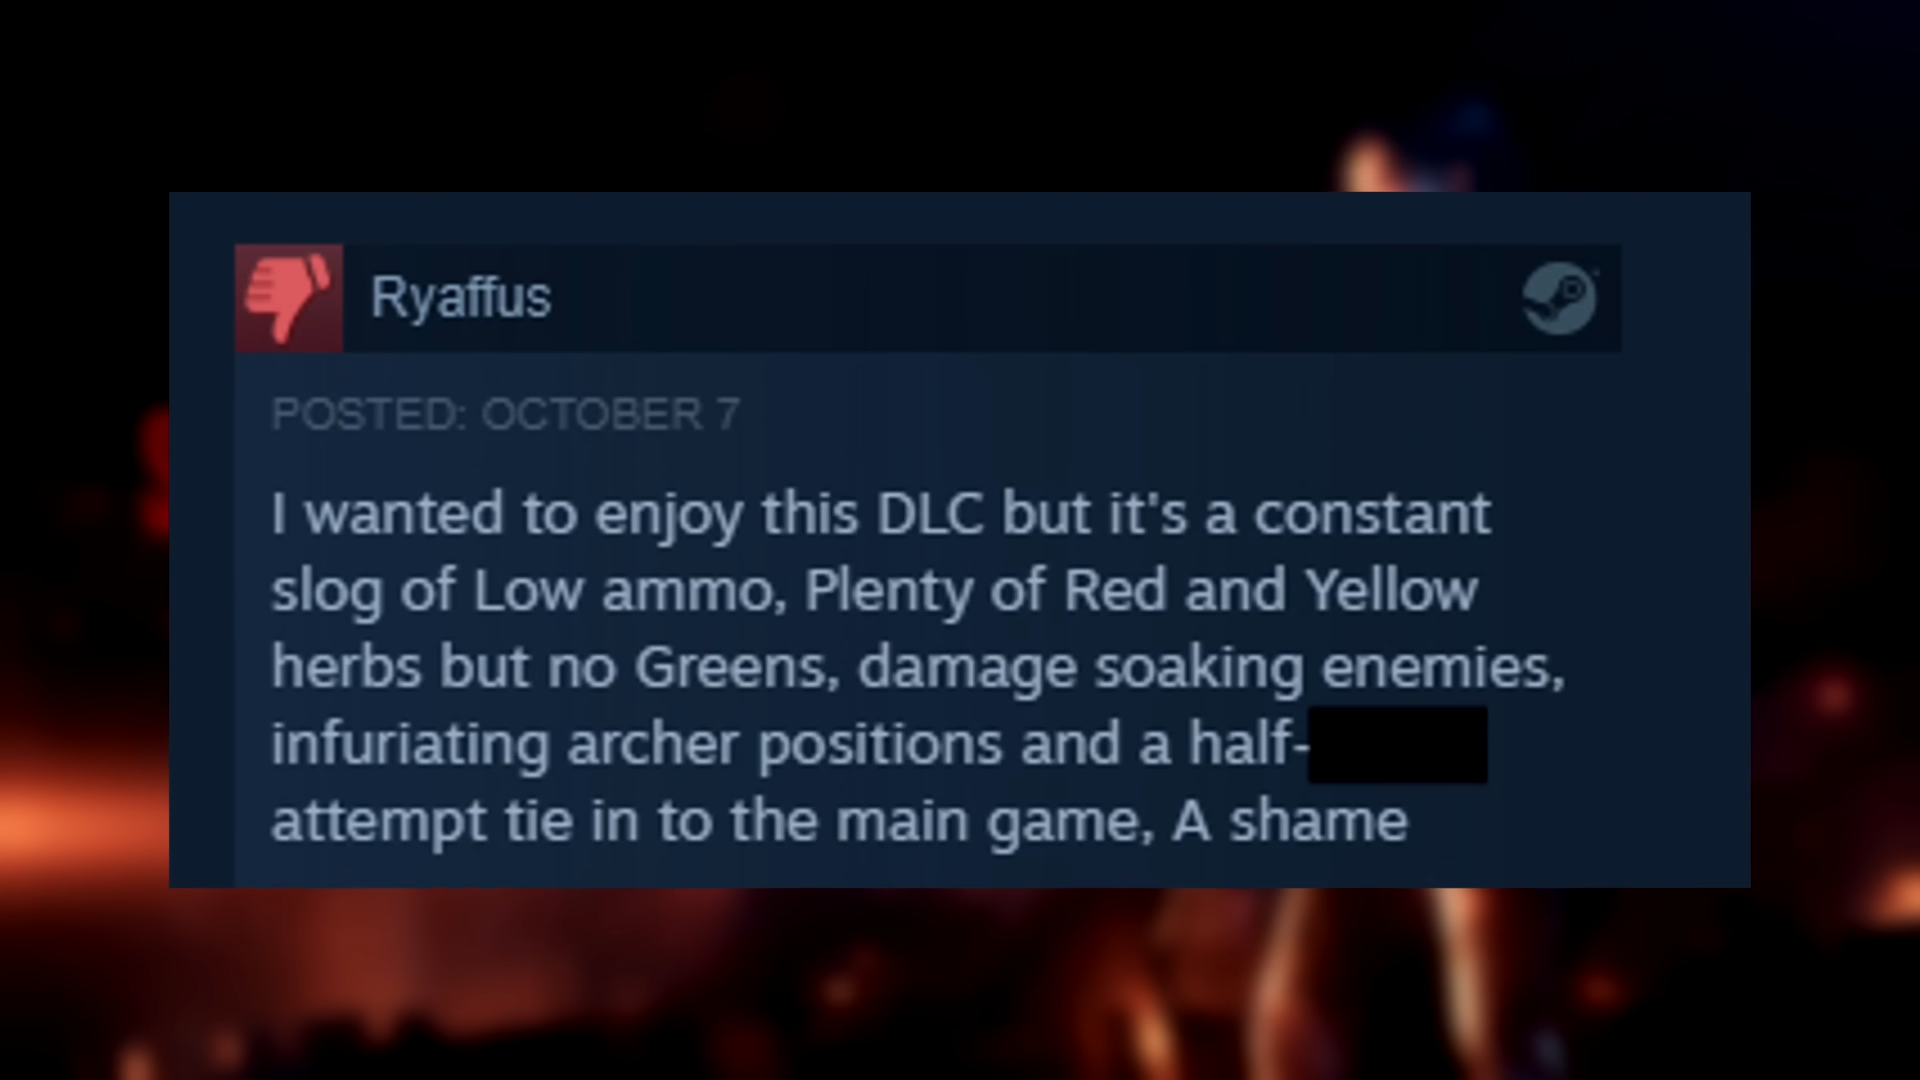 Ryaffus
POSTED: OCTOBER 7
I wanted to enjoy this DLC but it's a constant
slog of Low ammo, Plenty of Red and Yellow
herbs but no Greens, damage soaking enemies,
infuriating archer positions and a half-
attempt tie in to the main game, A shame